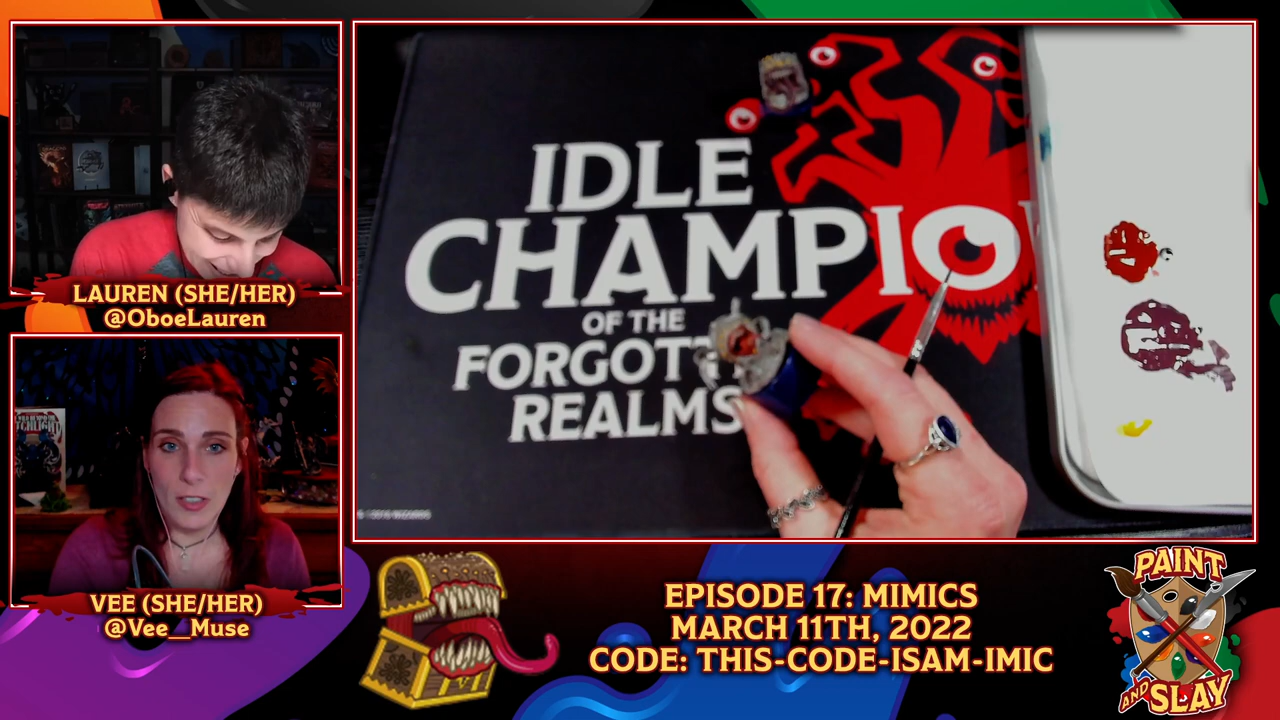 LAUREN (SHE/HER)
@OboeLauren
VEE (SHE/HER)
@Vee__Muse
IDLE
CHAMPIO
OF THE
FORGOTT
REALMS
EPISODE 17: MIMICS
MARCH 11TH, 2022
CODE: THIS-CODE-ISAM-IMIC
PAINT
AND SLAY